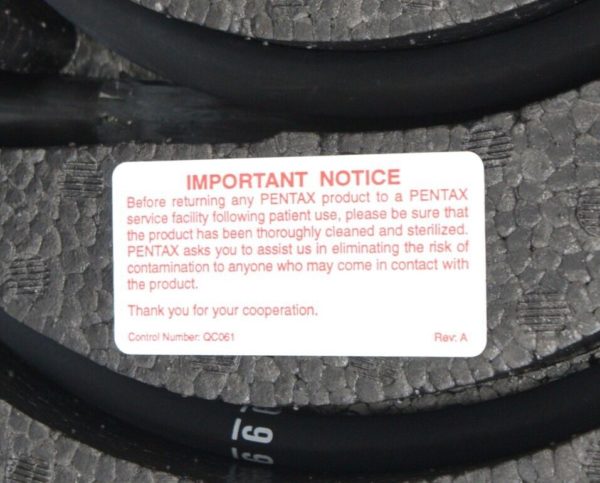 IMPORTANT NOTICE
Before returning any PENTAX product to a PENTAX
service facility following patient use, please be sure that
the product has been thoroughly cleaned and sterilized.
PENTAX asks you to assist us in eliminating the risk of
contamination to anyone who may come in contact with
the product.
Thank you for your cooperation.
Control Number: QC061 Rev: A